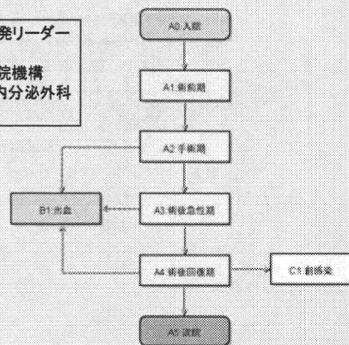 発リーダー
院機構
内分泌外科
A0:入院
A1:術前期
A2:手術期
B1:出血
A3:術後急性期
A4:術後回復期
C1:創感染
A5:退院